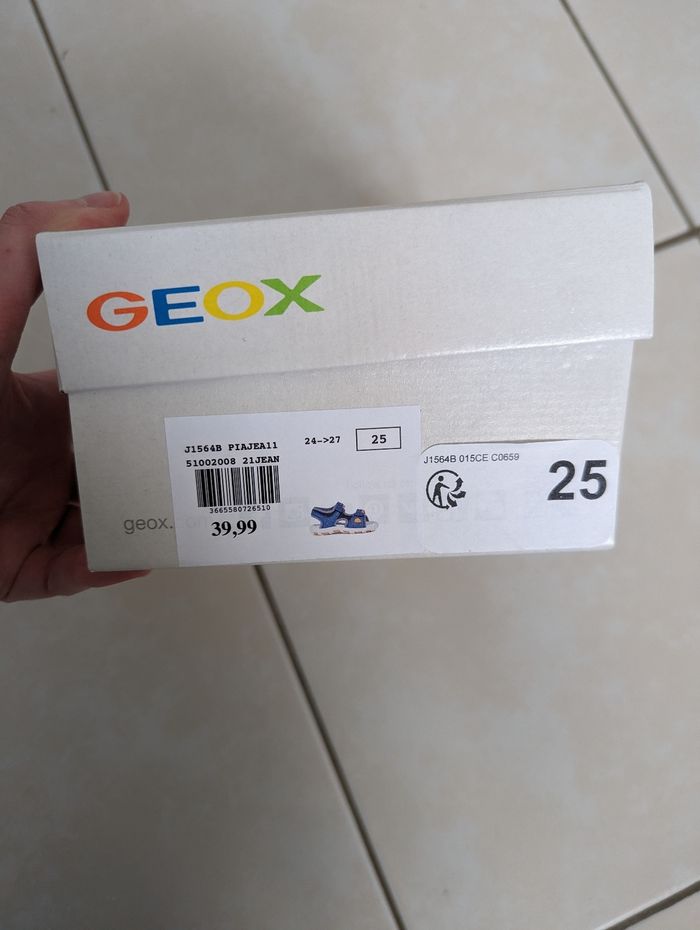 GEOX
J1564B PIAJEA11
24->27
25
51002008 21JEAN
3665580726510
39,99
geox.
J1564B 015CE C0659
25